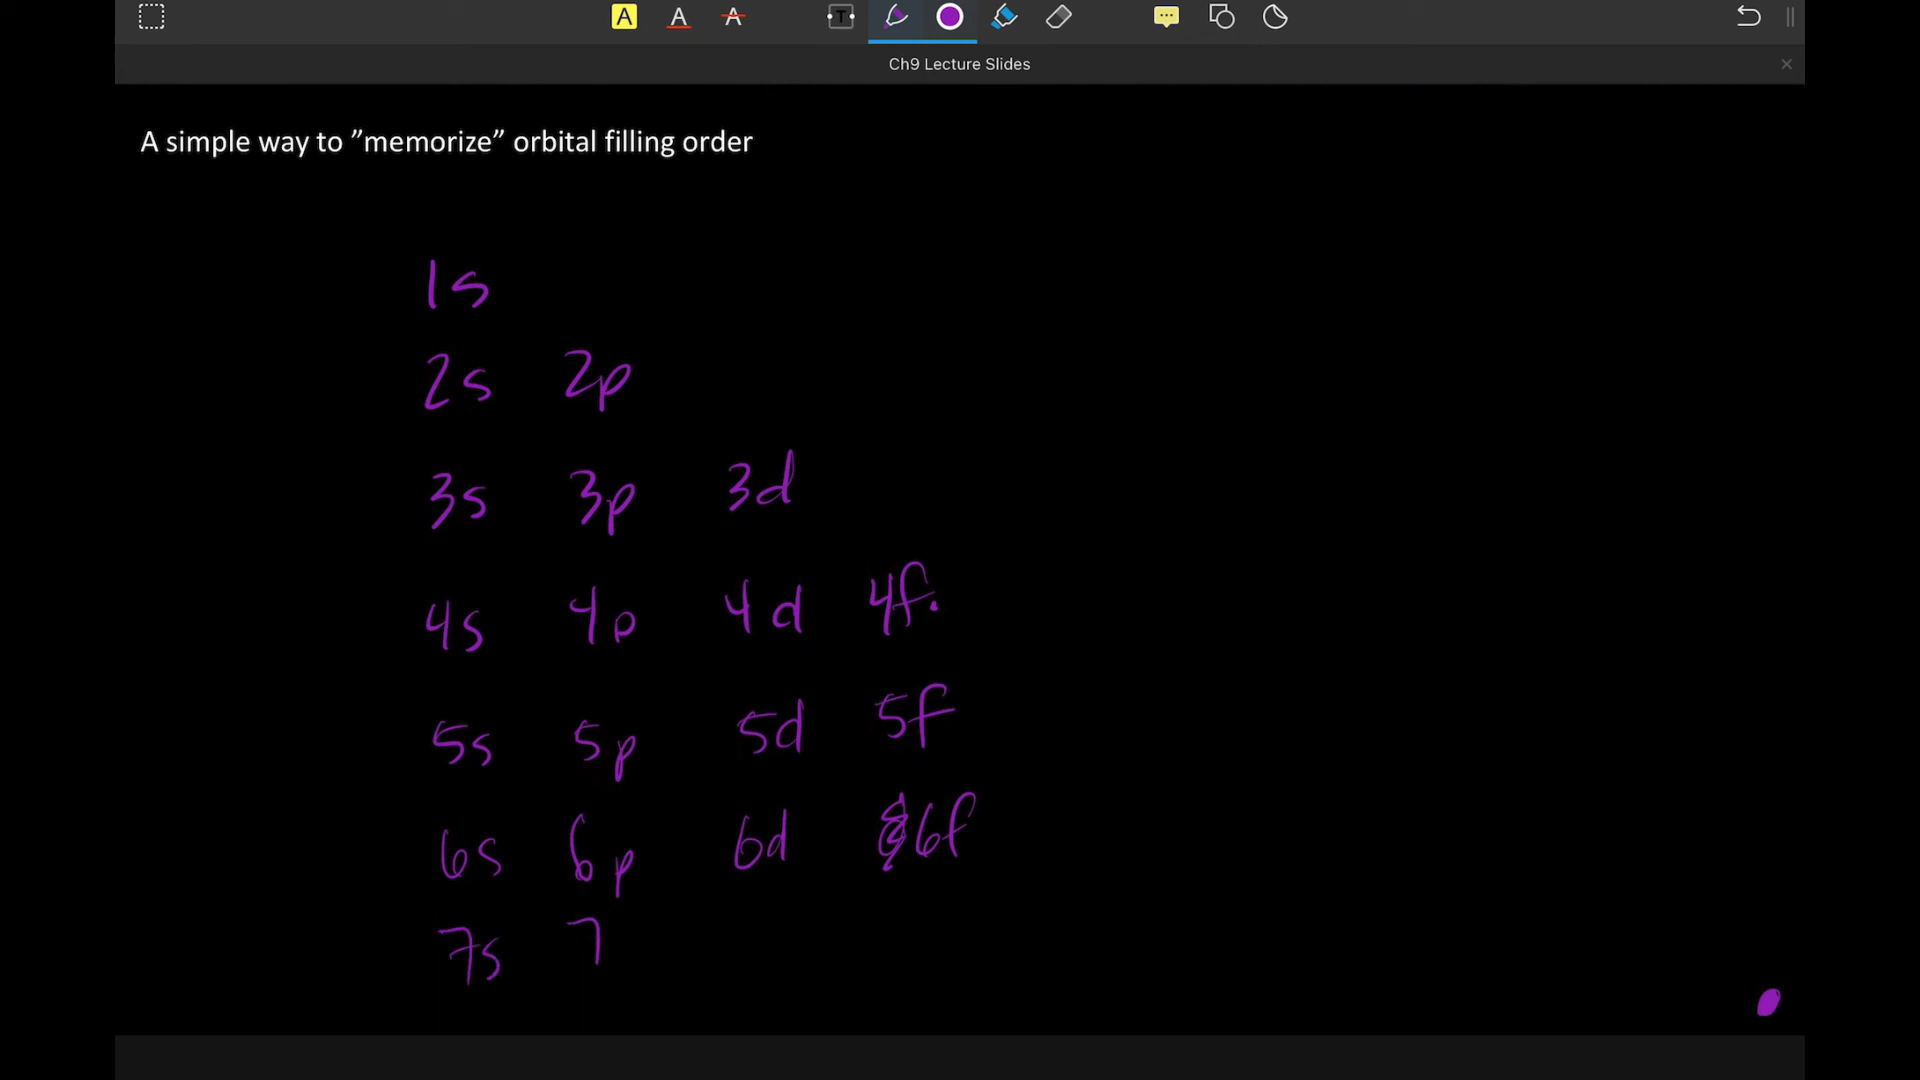 Ch9 Lecture Slides
A simple way to ”memorize” orbital filling order
1s
2s 2p
3s 3p 3d
4s 4p 4d 4f
5s 5p 5d 5f
6s 6p 6d 6f
7s 7